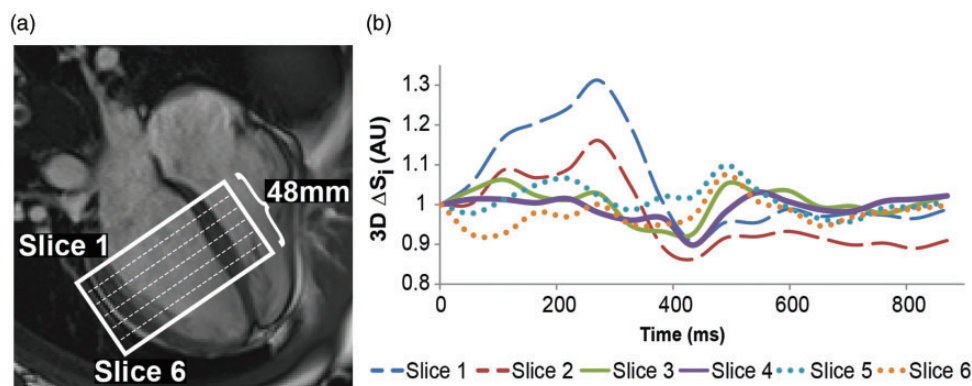 (a)
Slice 1
48mm
Slice 6
(b)
3D ΔSᵢ (AU)
1.3
1.2
1.1
1
0.9
0.8
0 200 400 600 800
Time (ms)
Slice 1 Slice 2 Slice 3 Slice 4 Slice 5 Slice 6